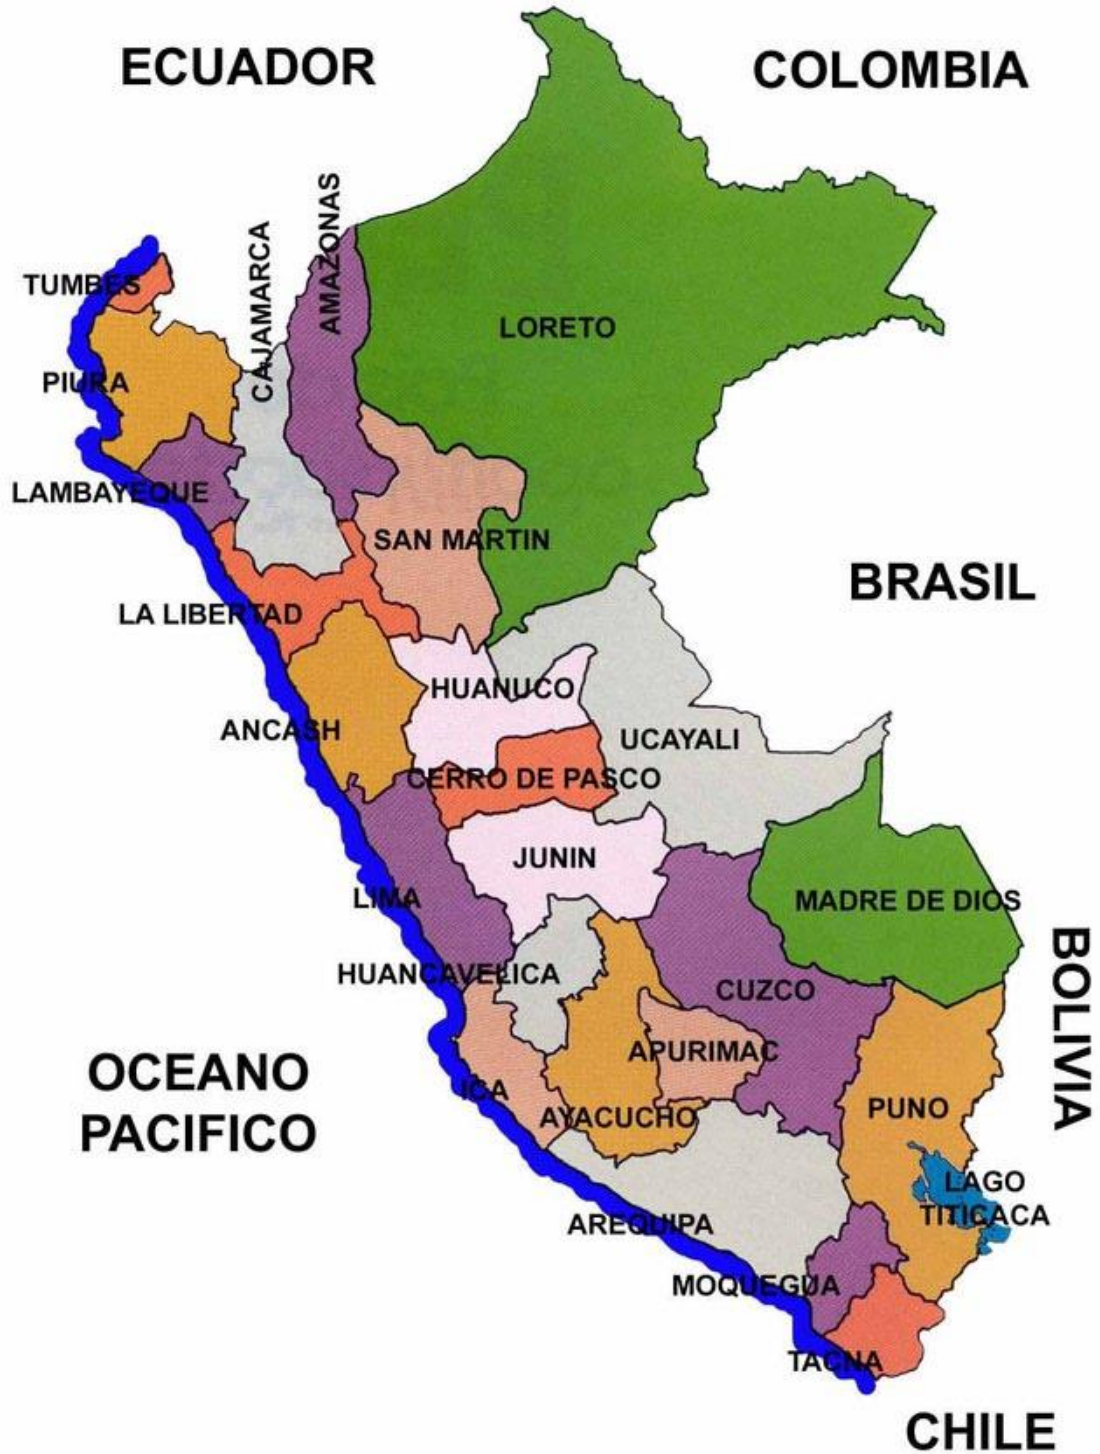 ECUADOR
COLOMBIA
AMAZONAS
CAJAMARCA
TUMBES
LORETO
PIURA
LAMBAYEQUE
SAN MARTIN
BRASIL
LA LIBERTAD
HUANUCO
ANCASH
UCAYALI
CERRO DE PASCO
JUNIN
LIMA
MADRE DE DIOS
HUANCAVELICA
CUZCO
BOLIVIA
OCEANO
PACIFICO
APURIMAC
ICA
AYACUCHO
PUNO
LAGO
TITICACA
AREQUIPA
MOQUEGUA
TACNA
CHILE